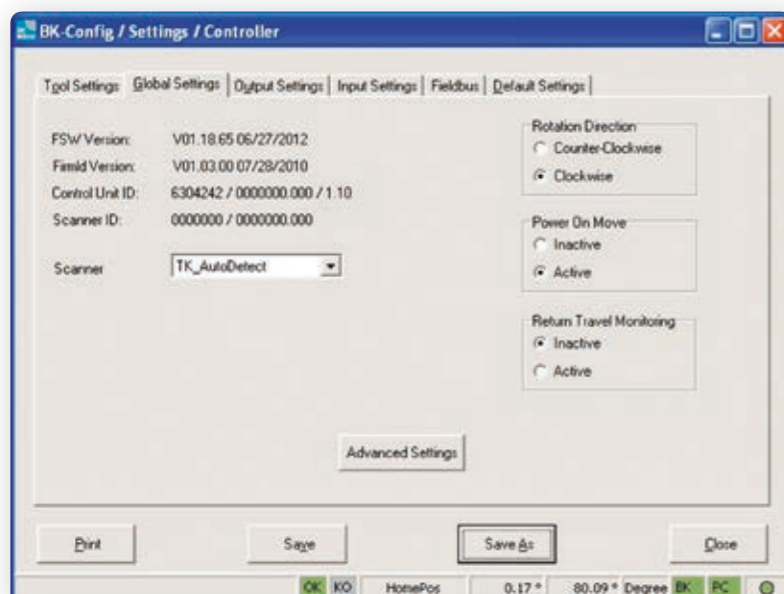 BK-Config / Settings / Controller
Tool Settings Global Settings Output Settings Input Settings Fieldbus Default Settings
FSW Version: V01.18.65 06/27/2012
Firmld Version: V01.03.00 07/28/2010
Control Unit ID: 6304242 / 0000000.000 / 1.10
Scanner ID: 0000000 / 0000000.000
Scanner TK_AutoDetect
Rotation Direction
Counter-Clockwise
Clockwise
Power On Move
Inactive
Active
Return Travel Monitoring
Inactive
Active
Advanced Settings
Print Save Save As Close
OK KO HomePos 0.17 ° 80.09 ° Degree BK PC